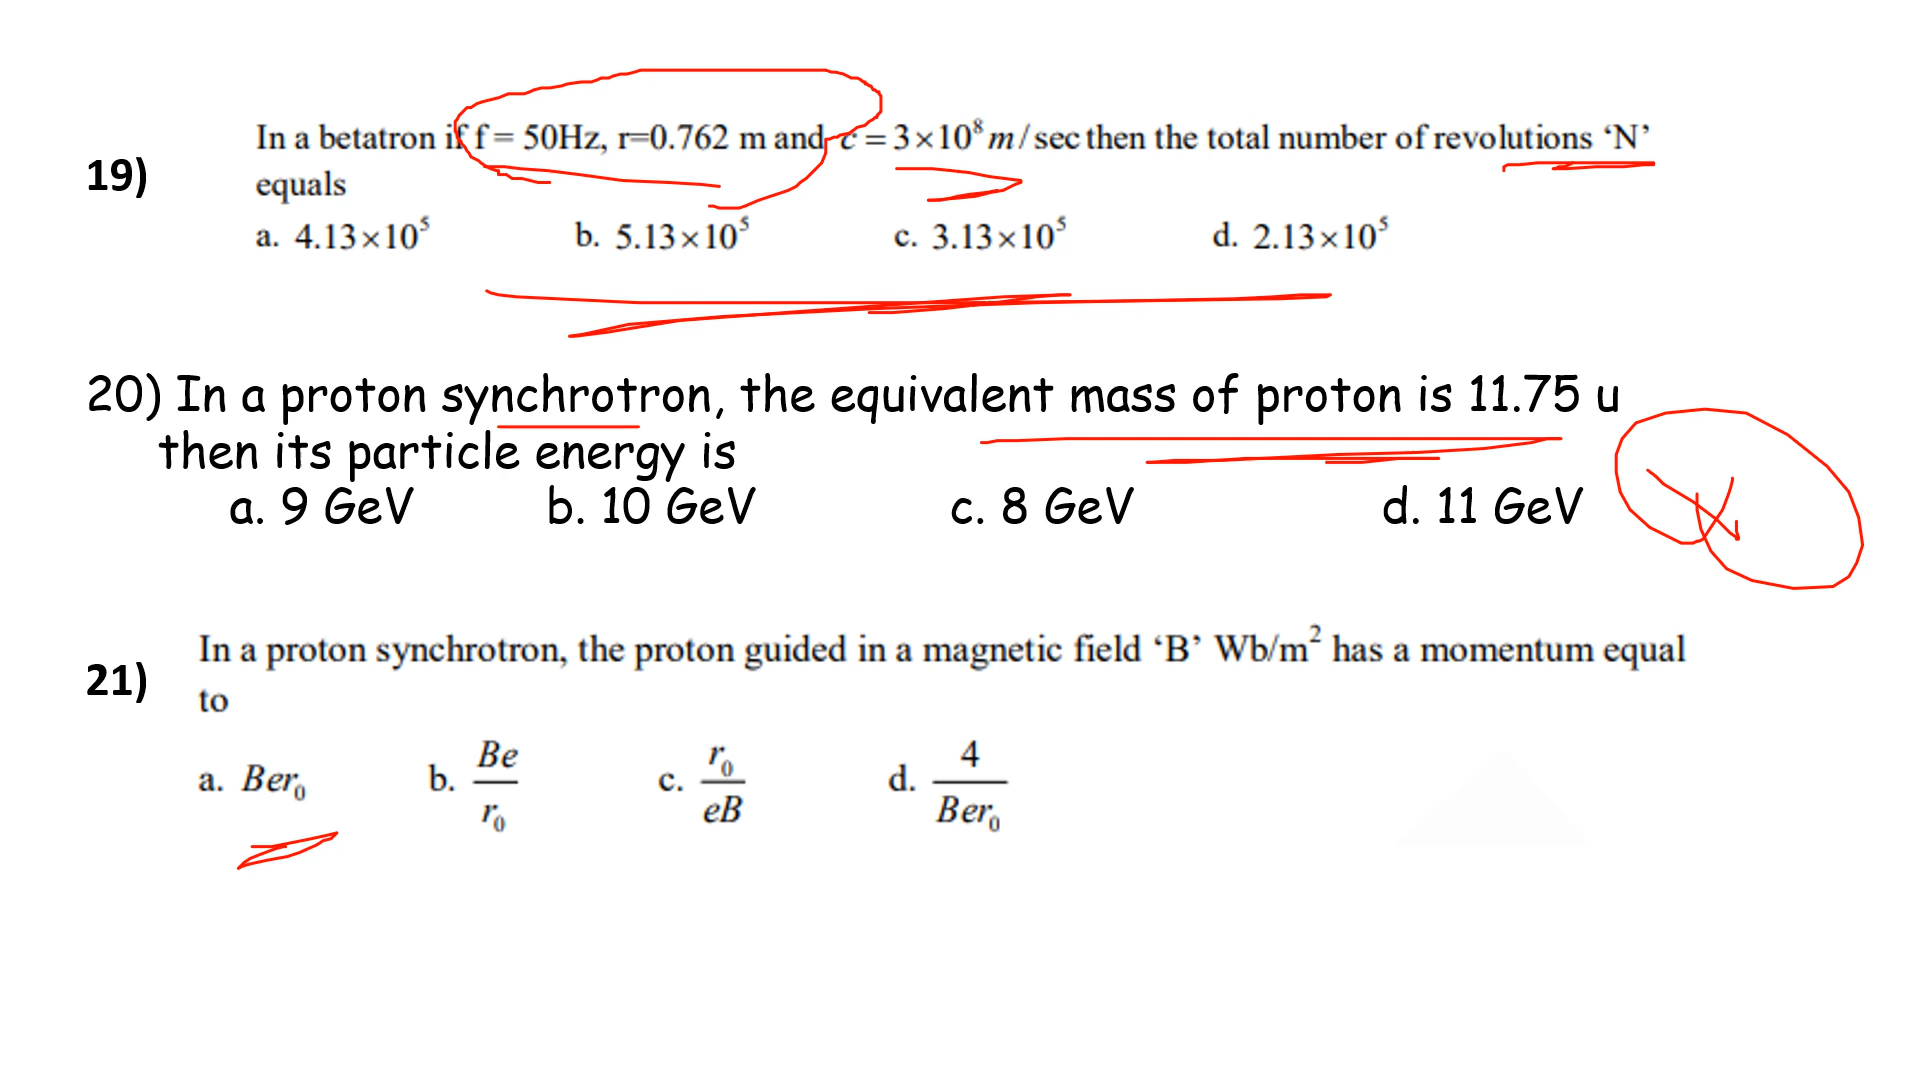 19) In a betatron if f= 50Hz, r=0.762 m and c = 3×10⁸ m/sec then the total number of revolutions ‘N’
equals
a. 4.13×10⁵ b. 5.13×10⁵ c. 3.13×10⁵ d. 2.13×10⁵
20) In a proton synchrotron, the equivalent mass of proton is 11.75 u
then its particle energy is
a. 9 GeV b. 10 GeV c. 8 GeV d. 11 GeV
21) In a proton synchrotron, the proton guided in a magnetic field ‘B’ Wb/m² has a momentum equal
to
a. Ber₀ b. Be/r₀ c. r₀/eB d. 4/Ber₀